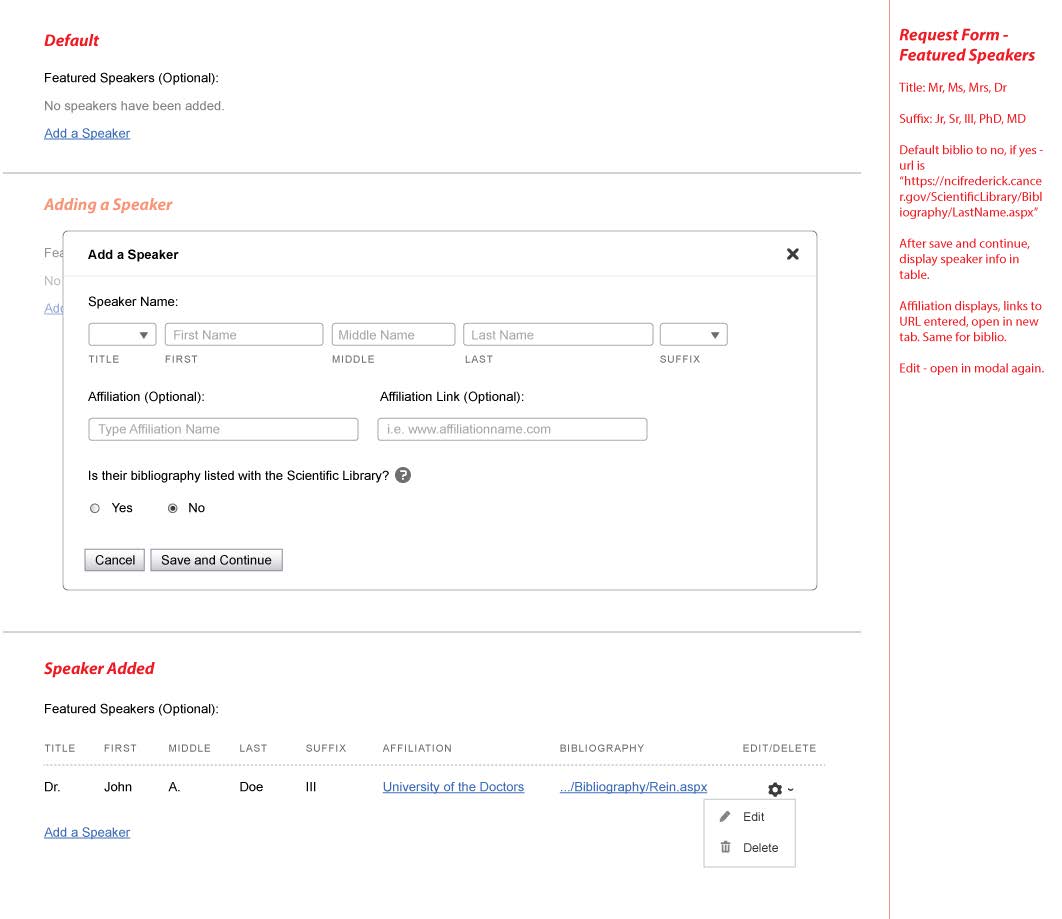 Default
Featured Speakers (Optional):
No speakers have been added.
Add a Speaker
Adding a Speaker
Fea
No
Add
Add a Speaker
Speaker Name:
First Name
Middle Name
Last Name
TITLE
FIRST
MIDDLE
LAST
SUFFIX
Affiliation (Optional):
Affiliation Link (Optional):
Type Affiliation Name
i.e. www.affiliationname.com
Is their bibliography listed with the Scientific Library? ?
Yes
No
Cancel
Save and Continue
Speaker Added
Featured Speakers (Optional):
TITLE FIRST MIDDLE LAST SUFFIX AFFILIATION BIBLIOGRAPHY EDIT/DELETE
Dr. John A. Doe III University of the Doctors .../Bibliography/Rein.aspx
Edit
Delete
Add a Speaker
Request Form -
Featured Speakers
Title: Mr, Ms, Mrs, Dr
Suffix: Jr, Sr, III, PhD, MD
Default biblio to no, if yes -
url is
“https://ncifrederick.cance
r.gov/ScientificLibrary/Bibl
iography/LastName.aspx”
After save and continue,
display speaker info in
table.
Affiliation displays, links to
URL entered, open in new
tab. Same for biblio.
Edit - open in modal again.